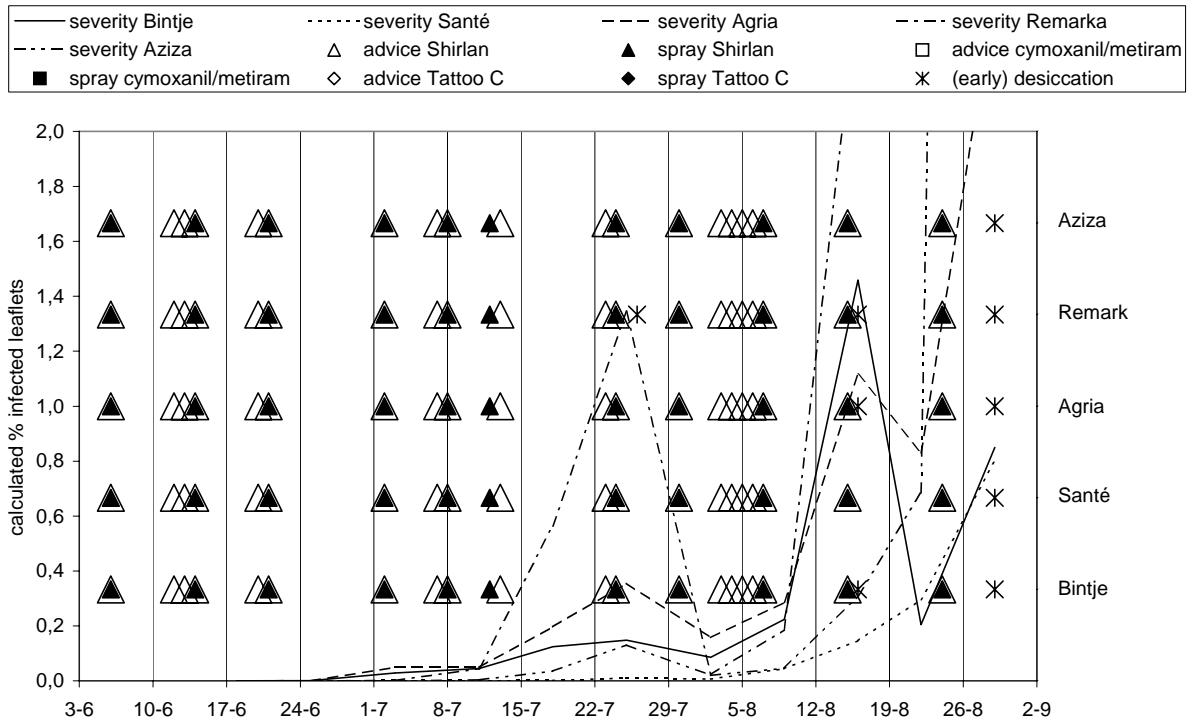 severity Bintje severity Santé severity Agria severity Remarka
severity Aziza advice Shirlan spray Shirlan advice cymoxanil/metiram
spray cymoxanil/metiram advice Tattoo C spray Tattoo C (early) desiccation
calculated % infected leaflets
2,0
1,8
1,6
1,4
1,2
1,0
0,8
0,6
0,4
0,2
0,0
Aziza
Remark
Agria
Santé
Bintje
3-6 10-6 17-6 24-6 1-7 8-7 15-7 22-7 29-7 5-8 12-8 19-8 26-8 2-9